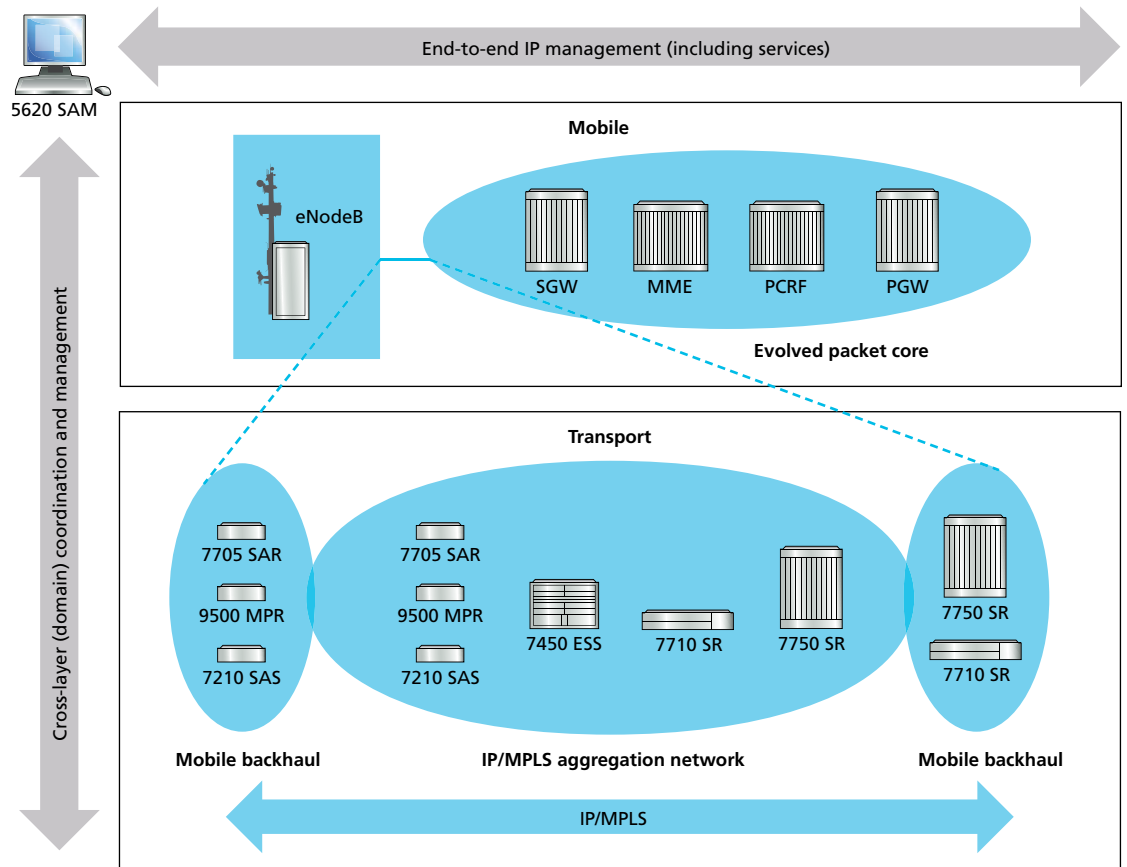 End-to-end IP management (including services)
5620 SAM
Cross-layer (domain) coordination and management
Mobile
eNodeB
SGW
MME
PCRF
PGW
Evolved packet core
Transport
7705 SAR
9500 MPR
7210 SAS
7705 SAR
9500 MPR
7210 SAS
7450 ESS
7710 SR
7750 SR
7750 SR
7710 SR
Mobile backhaul
IP/MPLS aggregation network
Mobile backhaul
IP/MPLS